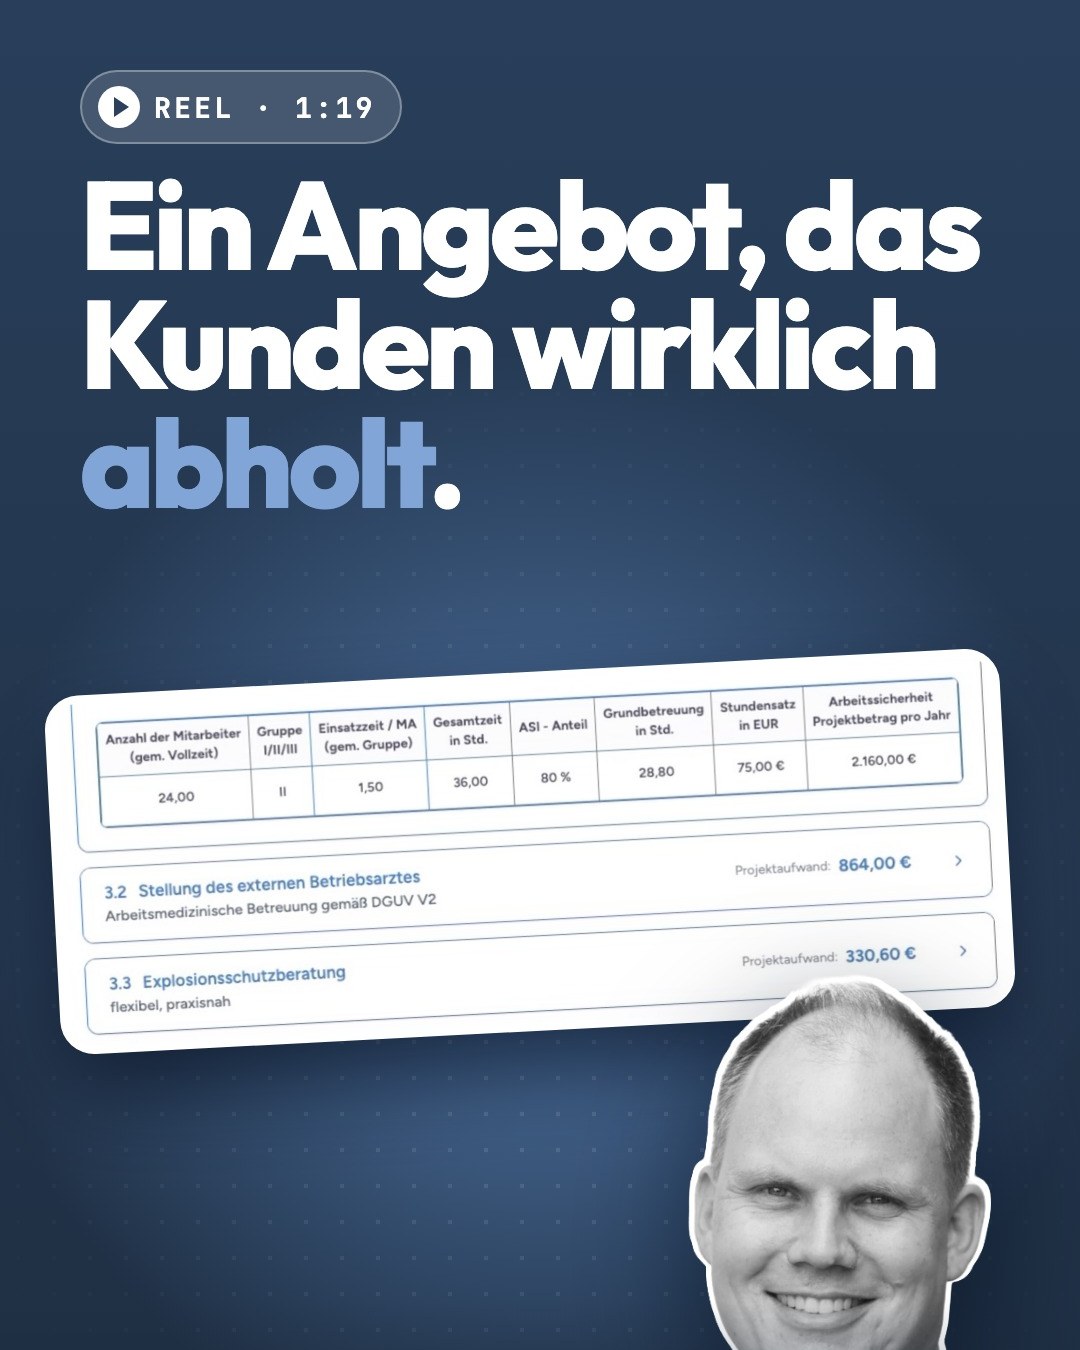 REEL · 1:19
Ein Angebot, das
Kunden wirklich
abholt.
Anzahl der Mitarbeiter (gem. Vollzeit)
Gruppe I/II/III
Einsatzzeit / MA (gem. Gruppe)
Gesamtzeit in Std.
ASI - Anteil
Grundbetreuung in Std.
Stundensatz in EUR
Arbeitssicherheit Projektbetrag pro Jahr
24,00 II 1,50 36,00 80 % 28,80 75,00 € 2.160,00 €
3.2 Stellung des externen Betriebsarztes Projektaufwand: 864,00 €
Arbeitsmedizinische Betreuung gemäß DGUV V2
3.3 Explosionsschutzberatung Projektaufwand: 330,60 €
flexibel, praxisnah